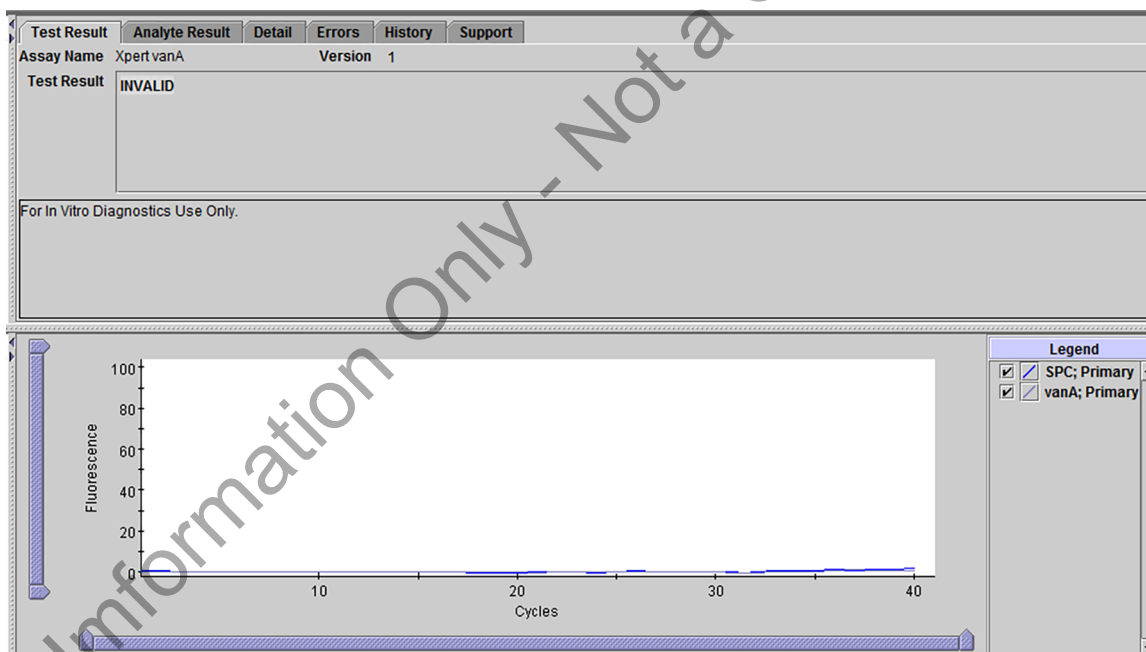 Test Result Analyte Result Detail Errors History Support
Assay Name Xpert vanA Version 1
Test Result INVALID
For In Vitro Diagnostics Use Only.
Legend
SPC; Primary
vanA; Primary
100
80
60
40
20
0
Fluorescence
10 20 30 40
Cycles
Information Only - Not a